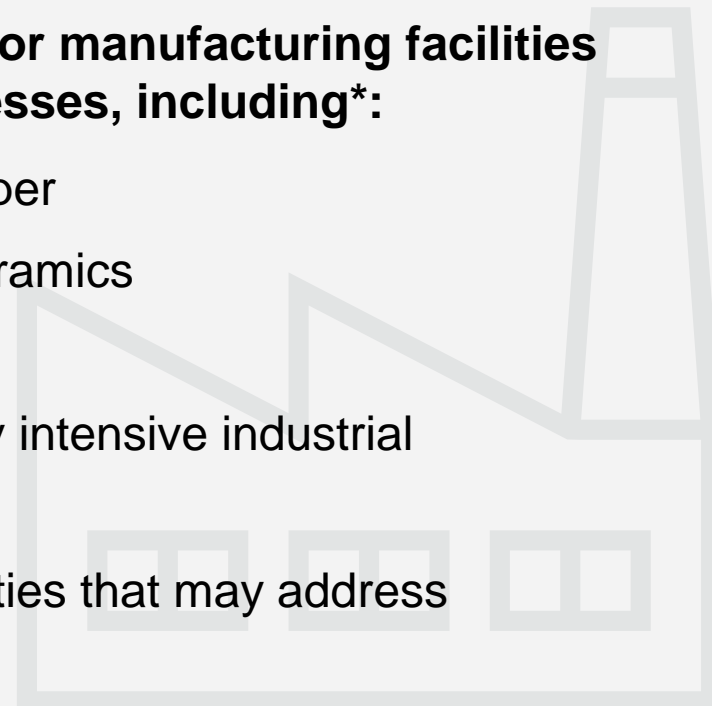 or manufacturing facilities
esses, including*:
per
ramics
y intensive industrial
ties that may address